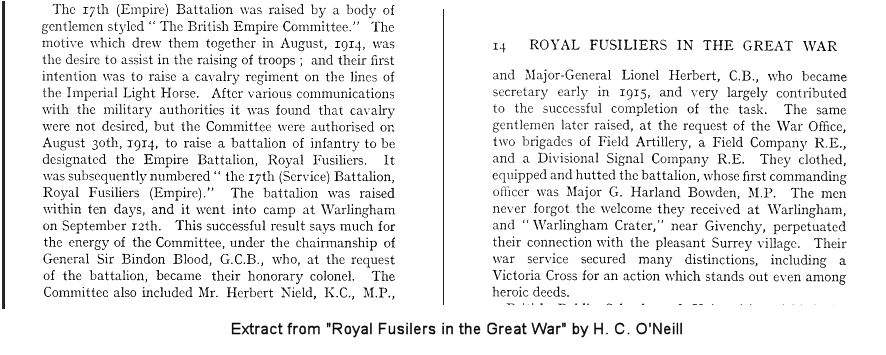 The 17th (Empire) Battalion was raised by a body of
gentlemen styled “ The British Empire Committee.” The
motive which drew them together in August, 1914, was
the desire to assist in the raising of troops ; and their first
intention was to raise a cavalry regiment on the lines of
the Imperial Light Horse. After various communications
with the military authorities it was found that cavalry
were not desired, but the Committee were authorised on
August 30th, 1914, to raise a battalion of infantry to be
designated the Empire Battalion, Royal Fusiliers. It
was subsequently numbered “ the 17th (Service) Battalion,
Royal Fusiliers (Empire).” The battalion was raised
within ten days, and it went into camp at Warlingham
on September 12th. This successful result says much for
the energy of the Committee, under the chairmanship of
General Sir Bindon Blood, G.C.B., who, at the request
of the battalion, became their honorary colonel. The
Committee also included Mr. Herbert Nield, K.C., M.P.,
14 ROYAL FUSILIERS IN THE GREAT WAR
and Major-General Lionel Herbert, C.B., who became
secretary early in 1915, and very largely contributed
to the successful completion of the task. The same
gentlemen later raised, at the request of the War Office,
two brigades of Field Artillery, a Field Company R.E.,
and a Divisional Signal Company R.E. They clothed,
equipped and hutted the battalion, whose first commanding
officer was Major G. Harland Bowden, M.P. The men
never forgot the welcome they received at Warlingham,
and “ Warlingham Crater,” near Givenchy, perpetuated
their connection with the pleasant Surrey village. Their
war service secured many distinctions, including a
Victoria Cross for an action which stands out even among
heroic deeds.
Extract from "Royal Fusilers in the Great War" by H. C. O'Neill